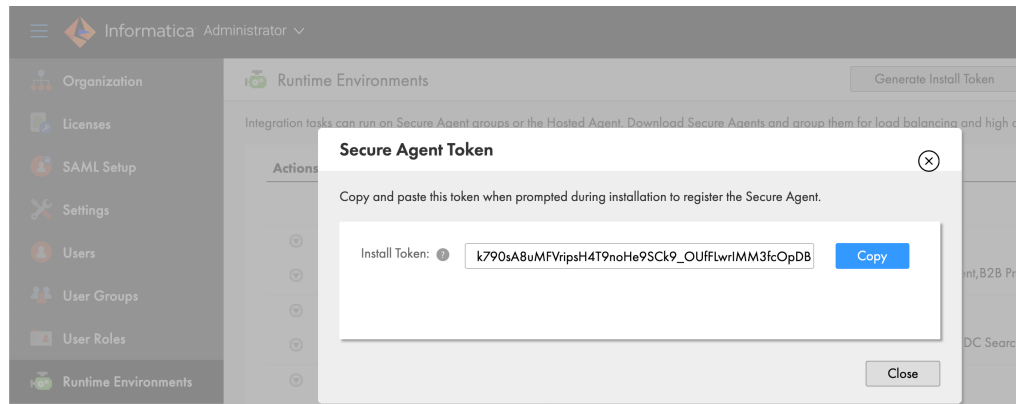 Informatica Administrator
Organization
Licenses
SAML Setup
Settings
Users
User Groups
User Roles
Runtime Environments
Runtime Environments
Generate Install Token
Integration tasks can run on Secure Agent groups or the Hosted Agent. Download Secure Agents and group them for load balancing and high
Actions
Secure Agent Token
Copy and paste this token when prompted during installation to register the Secure Agent.
Install Token: ?
k790sA8uMFVripsH4T9noHe9SCk9_OUfFLwrIMM3fcOpDB
Copy
Close
ent,B2B Pr
DC Searc